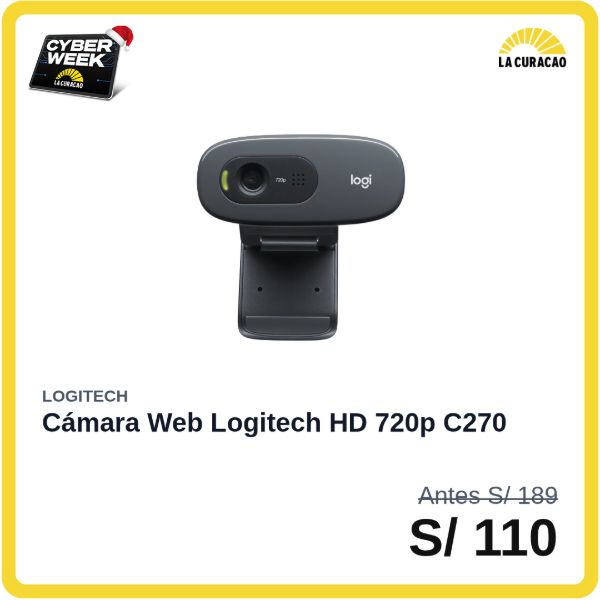 CYBER
WEEK
LA CURACAO
LA CURACAO
720p
logi
LOGITECH
Cámara Web Logitech HD 720p C270
Antes S/ 189
S/ 110